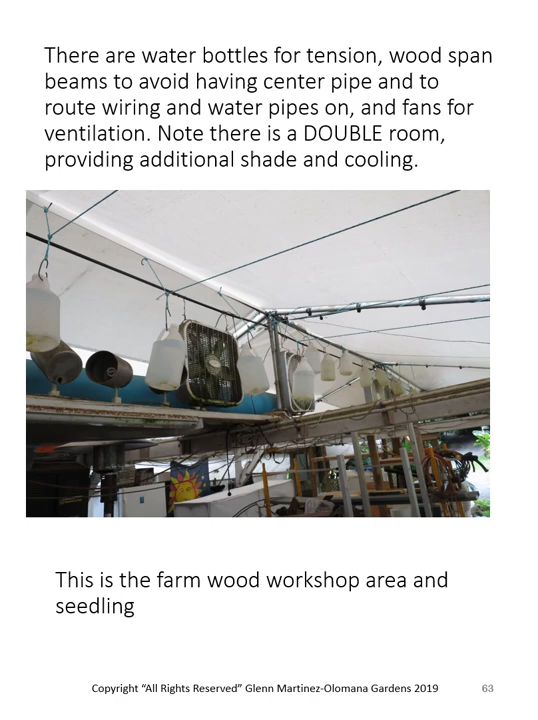 There are water bottles for tension, wood span
beams to avoid having center pipe and to
route wiring and water pipes on, and fans for
ventilation. Note there is a DOUBLE room,
providing additional shade and cooling.
This is the farm wood workshop area and
seedling
Copyright “All Rights Reserved” Glenn Martinez-Olomana Gardens 2019
63